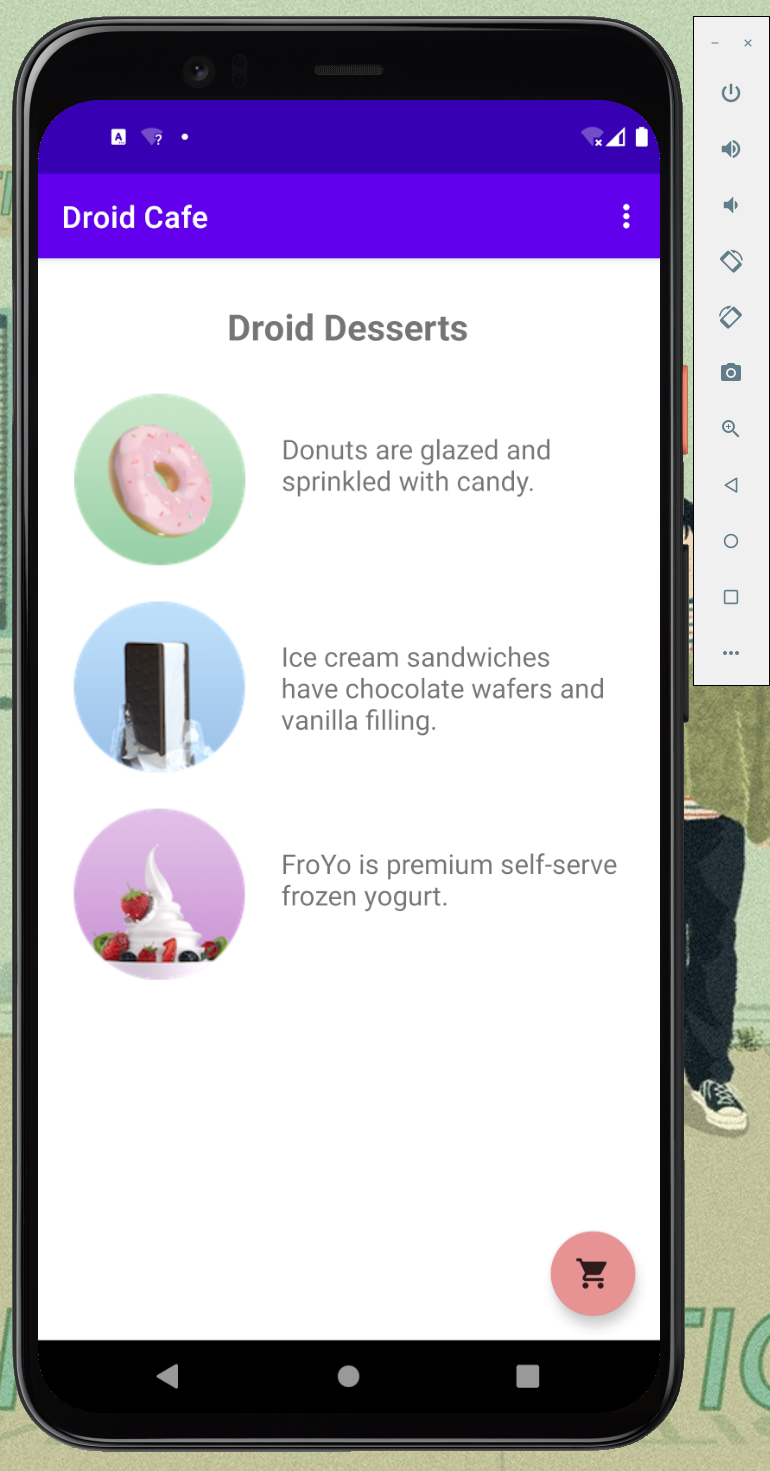 A
?
Droid Cafe
Droid Desserts
Donuts are glazed and
sprinkled with candy.
Ice cream sandwiches
have chocolate wafers and
vanilla filling.
FroYo is premium self-serve
frozen yogurt.
TIO